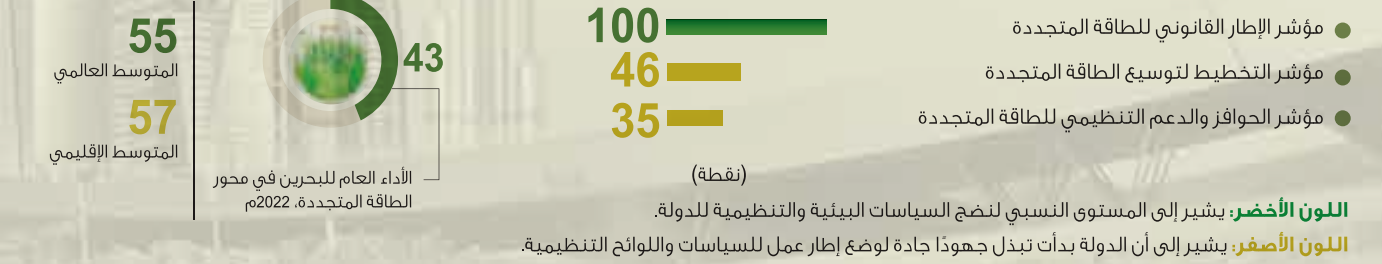 مؤشر الإطار القانوني للطاقة المتجددة
100
مؤشر التخطيط لتوسيع الطاقة المتجددة
46
مؤشر الحوافز والدعم التنظيمي للطاقة المتجددة
35
(نقطة)
43
الأداء العام للبحرين في محور
الطاقة المتجددة، 2022م
55
المتوسط العالمي
57
المتوسط الإقليمي
اللون الأخضر: يشير إلى المستوى النسبي لنضج السياسات البيئية والتنظيمية للدولة.
اللون الأصفر: يشير إلى أن الدولة بدأت تبذل جهودًا جادة لوضع إطار عمل للسياسات واللوائح التنظيمية.